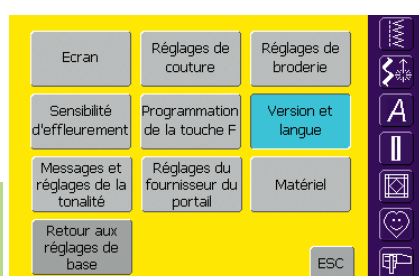 Ecran
Réglages de
couture
Réglages de
broderie
Sensibilité
d'effleurement
Programmation
de la touche F
Version et
langue
Messages et
réglages de la
tonalité
Réglages du
fournisseur du
portail
Matériel
Retour aux
réglages de
base
ESC
A